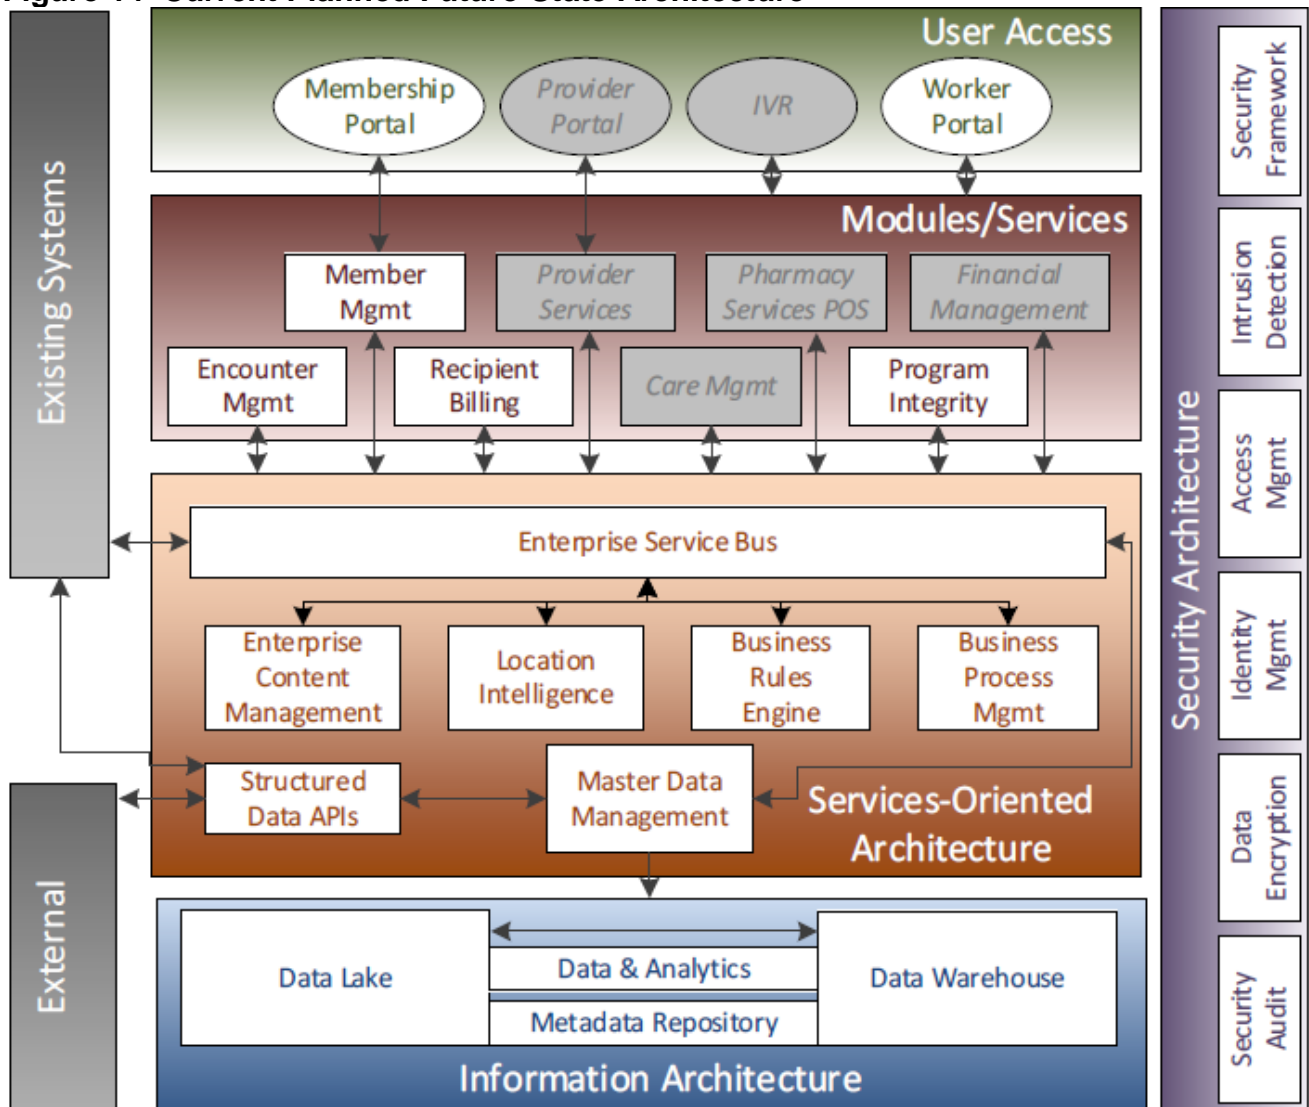 User Access
Membership
Portal
Provider
Portal
IVR
Worker
Portal
Existing Systems
Modules/Services
Member
Mgmt
Provider
Services
Pharmacy
Services POS
Financial
Management
Encounter
Mgmt
Recipient
Billing
Care Mgmt
Program
Integrity
Enterprise Service Bus
Enterprise
Content
Management
Location
Intelligence
Business
Rules
Engine
Business
Process
Mgmt
Structured
Data APIs
Master Data
Management
Services-Oriented
Architecture
External
Data Lake
Data & Analytics
Metadata Repository
Data Warehouse
Information Architecture
Security Architecture
Security
Framework
Intrusion
Detection
Access
Mgmt
Identity
Mgmt
Data
Encryption
Security
Audit